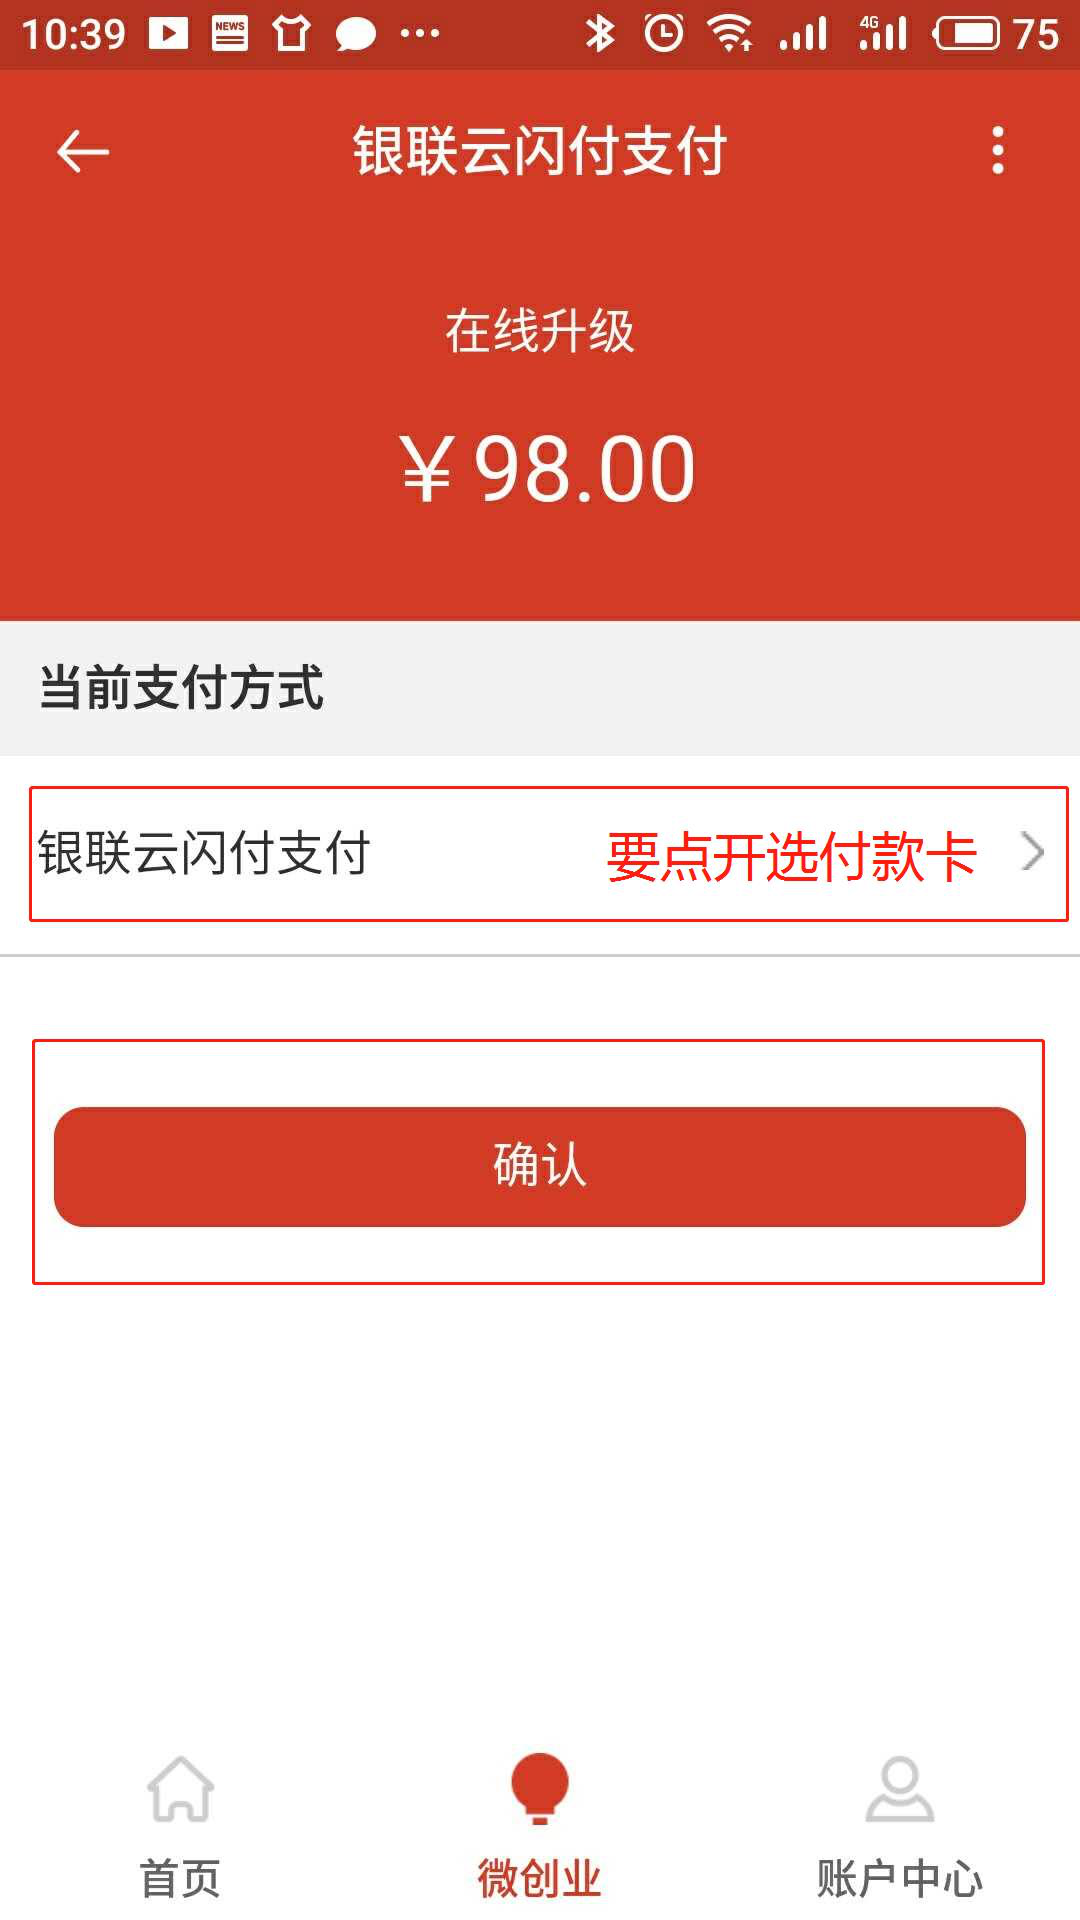 10:39 NEWS 4G 75
银联云闪付支付
在线升级
￥98.00
当前支付方式
银联云闪付支付 要点开选付款卡
确认
首页 微创业 账户中心